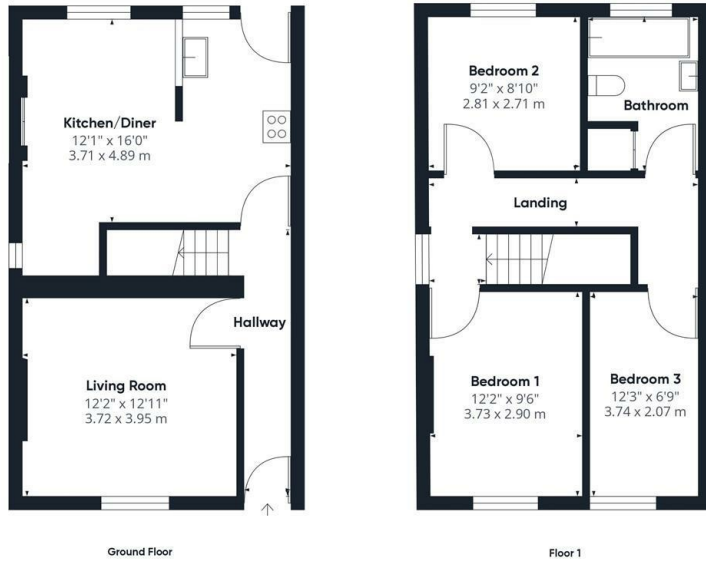 Kitchen/Diner
12'1" x 16'0"
3.71 x 4.89 m
Hallway
Living Room
12'2" x 12'11"
3.72 x 3.95 m
Ground Floor
Bedroom 2
9'2" x 8'10"
2.81 x 2.71 m
Bathroom
Landing
Bedroom 1
12'2" x 9'6"
3.73 x 2.90 m
Bedroom 3
12'3" x 6'9"
3.74 x 2.07 m
Floor 1